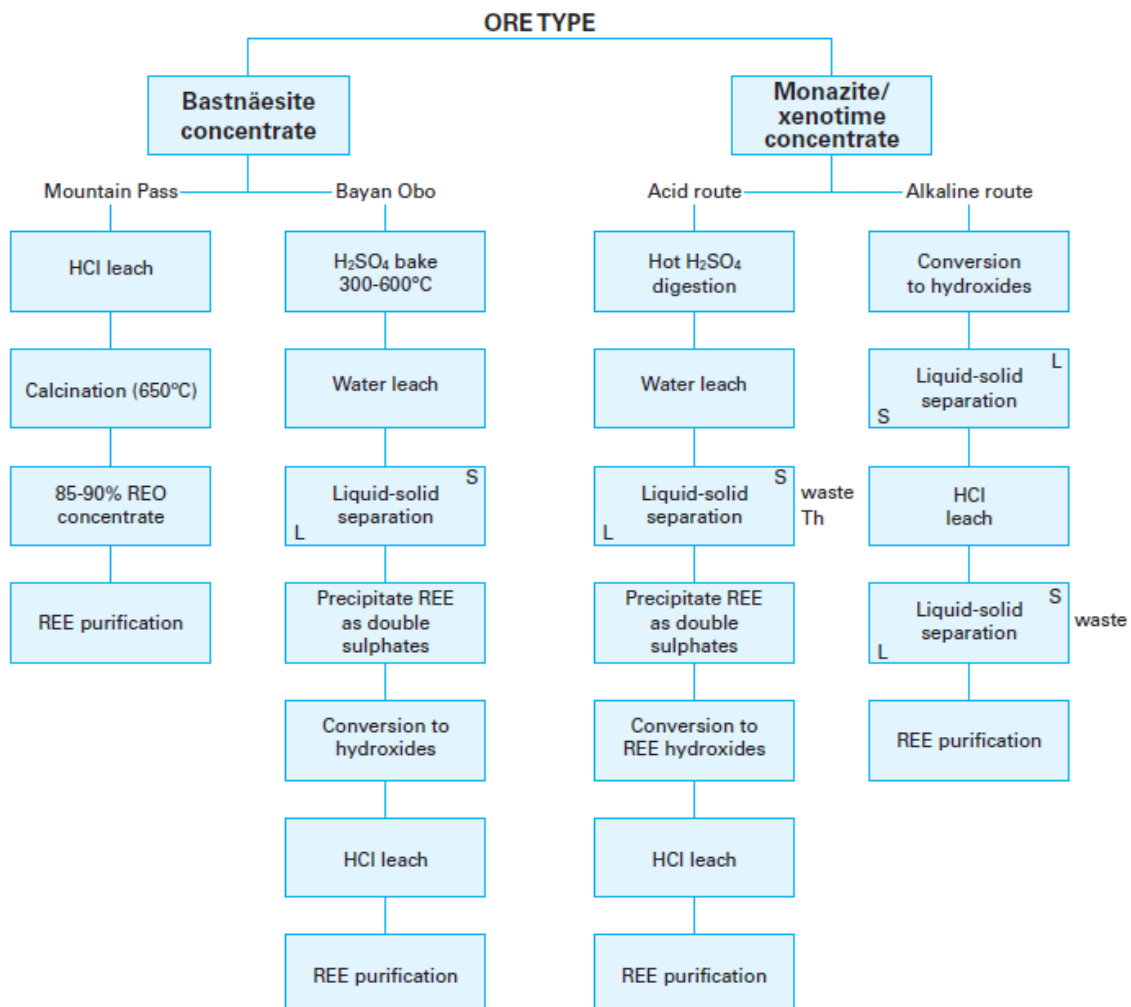 ORE TYPE
Bastnäesite
concentrate
Monazite/
xenotime
concentrate
Mountain Pass
Bayan Obo
Acid route
Alkaline route
HCl leach
Calcination (650ºC)
85-90% REO
concentrate
REE purification
H₂SO₄ bake
300-600ºC
Water leach
Liquid-solid
separation
S
L
Precipitate REE
as double
sulphates
Conversion to
hydroxides
HCl leach
REE purification
Hot H₂SO₄
digestion
Water leach
Liquid-solid
separation
S
L
waste
Th
Precipitate REE
as double
sulphates
Conversion to
REE hydroxides
HCl leach
REE purification
Conversion
to hydroxides
Liquid-solid
separation
L
S
HCl
leach
Liquid-solid
separation
S
L
waste
REE purification